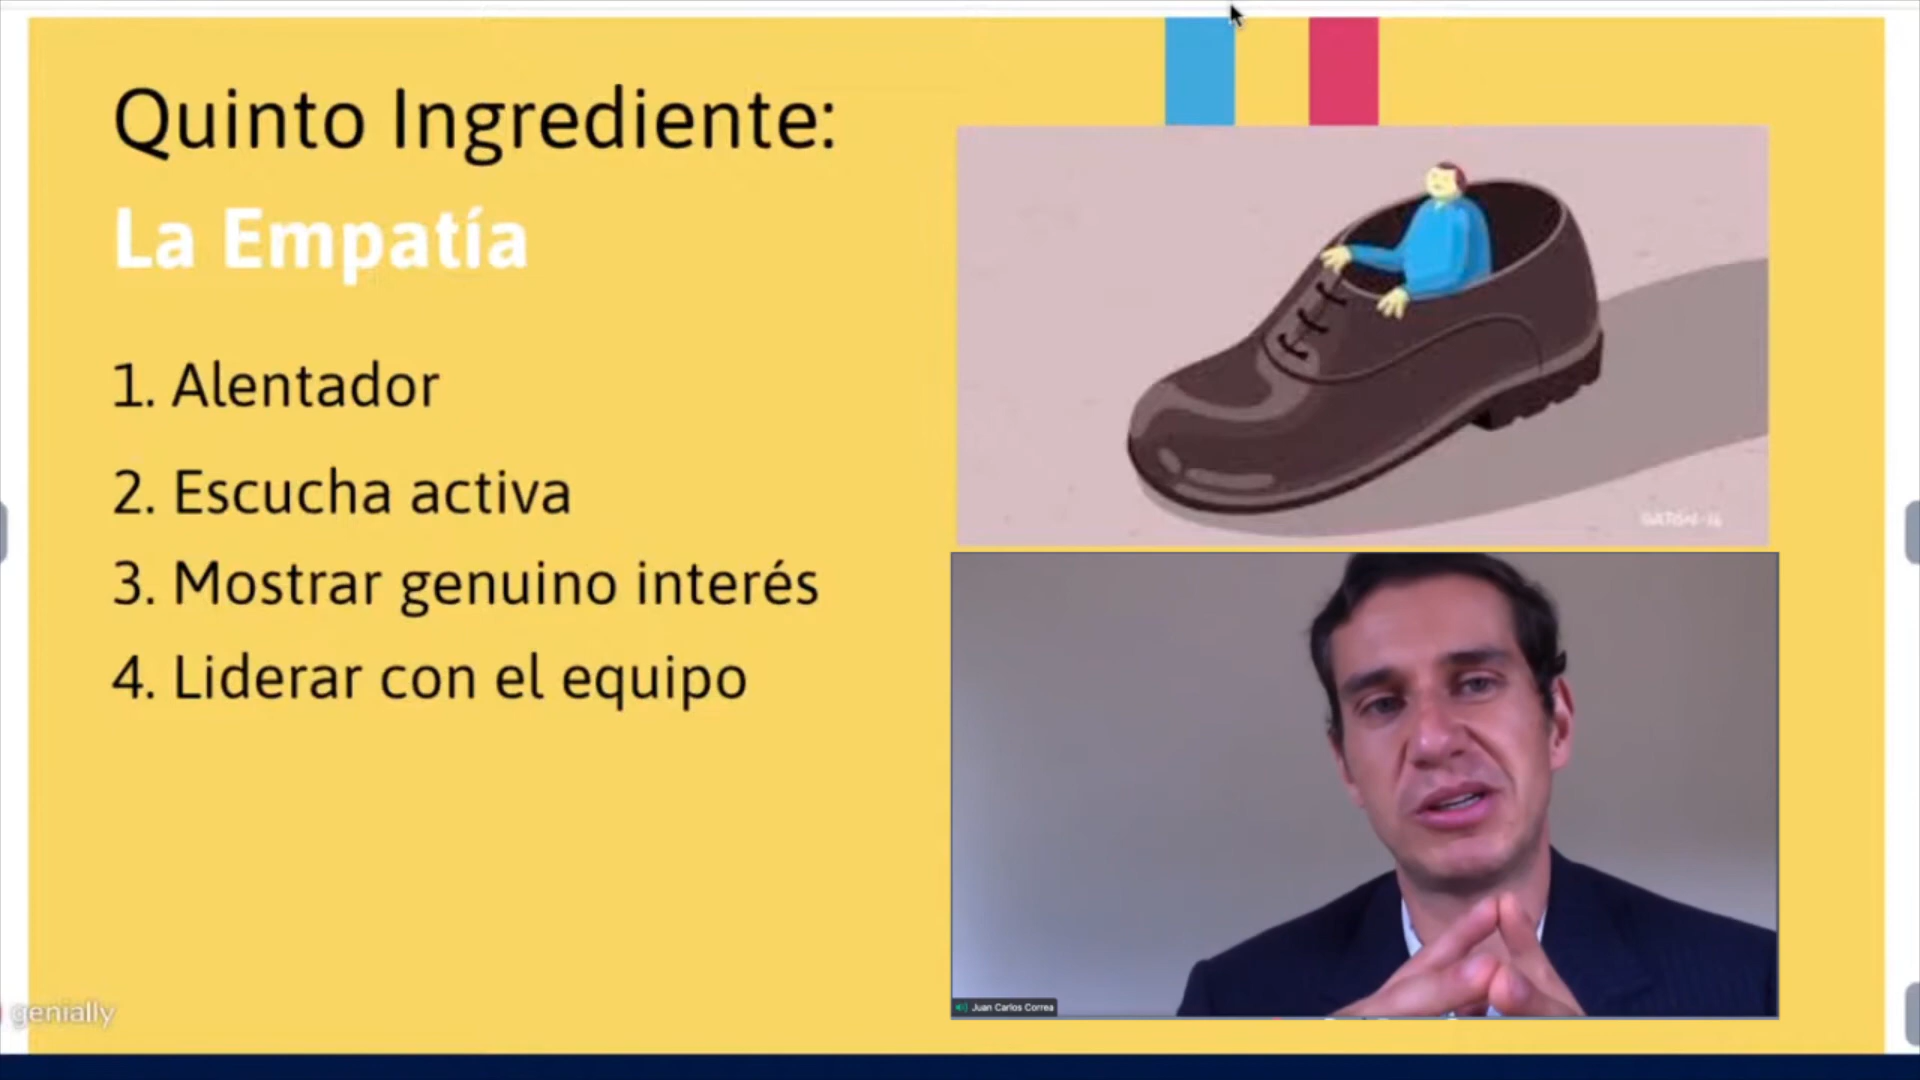 Quinto Ingrediente:
La Empatía
1. Alentador
2. Escucha activa
3. Mostrar genuino interés
4. Liderar con el equipo
Juan Carlos Correa
genially